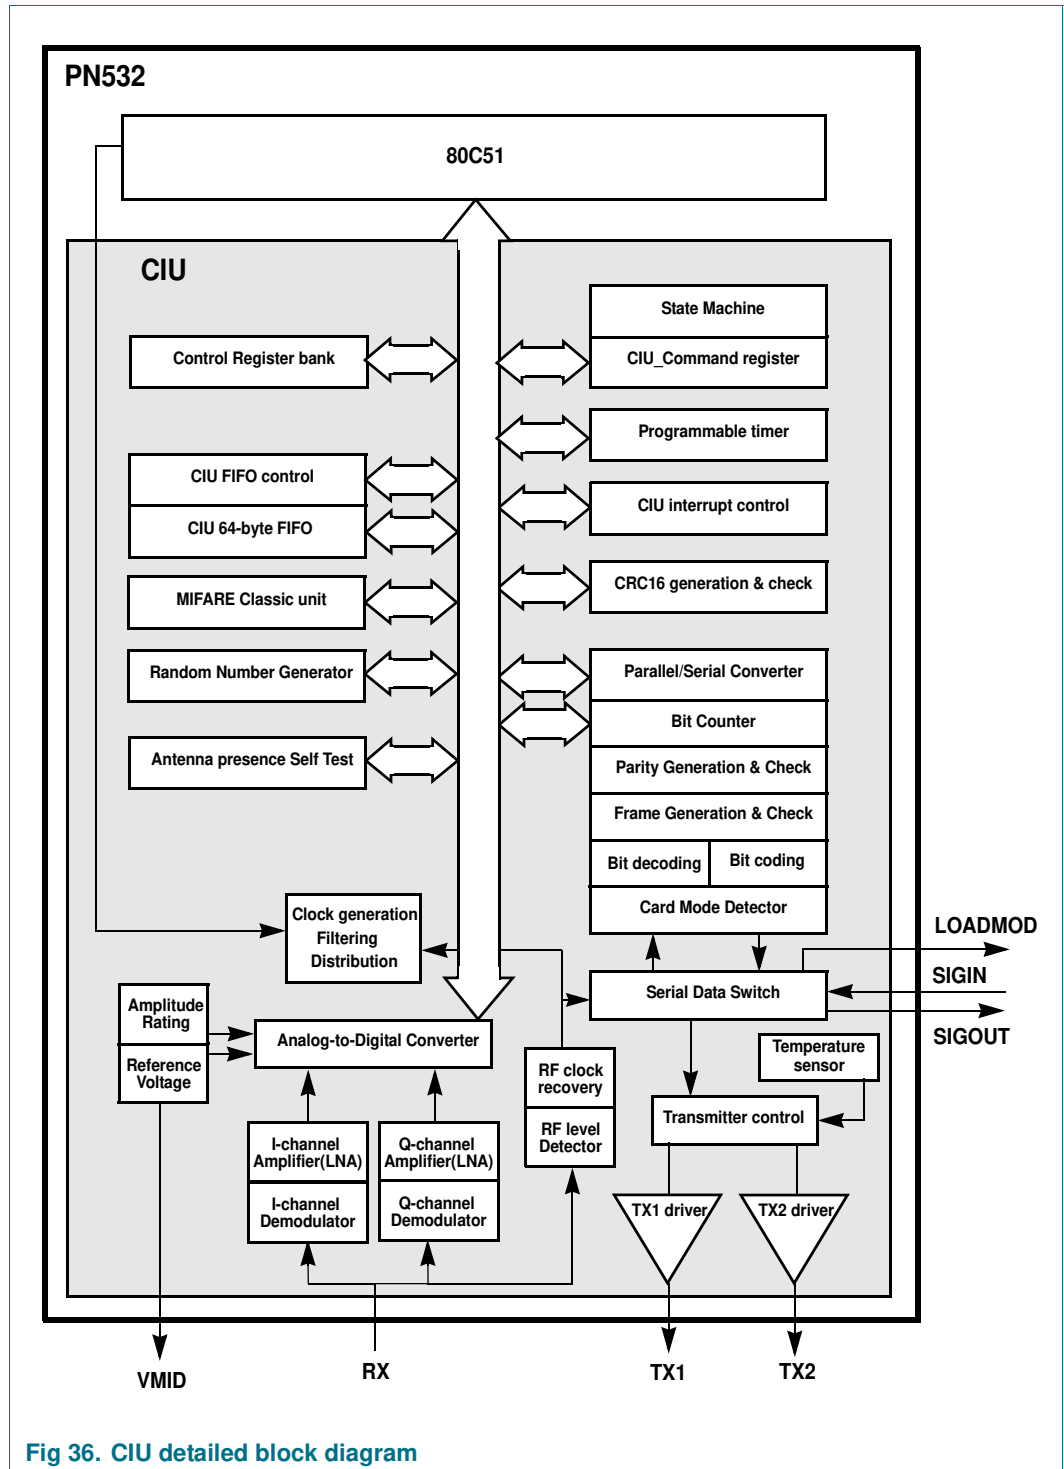 PN532
80C51
CIU
State Machine
Control Register bank
CIU_Command register
Programmable timer
CIU FIFO control
CIU interrupt control
CIU 64-byte FIFO
CRC16 generation & check
MIFARE Classic unit
Random Number Generator
Parallel/Serial Converter
Bit Counter
Antenna presence Self Test
Parity Generation & Check
Frame Generation & Check
Bit decoding
Bit coding
Card Mode Detector
Clock generation
Filtering
Distribution
LOADMOD
SIGIN
SIGOUT
Serial Data Switch
Amplitude
Rating
Reference
Voltage
Analog-to-Digital Converter
RF clock
recovery
RF level
Detector
Temperature
sensor
Transmitter control
I-channel
Amplifier(LNA)
I-channel
Demodulator
Q-channel
Amplifier(LNA)
Q-channel
Demodulator
TX1 driver
TX2 driver
VMID
RX
TX1
TX2
Fig 36. CIU detailed block diagram